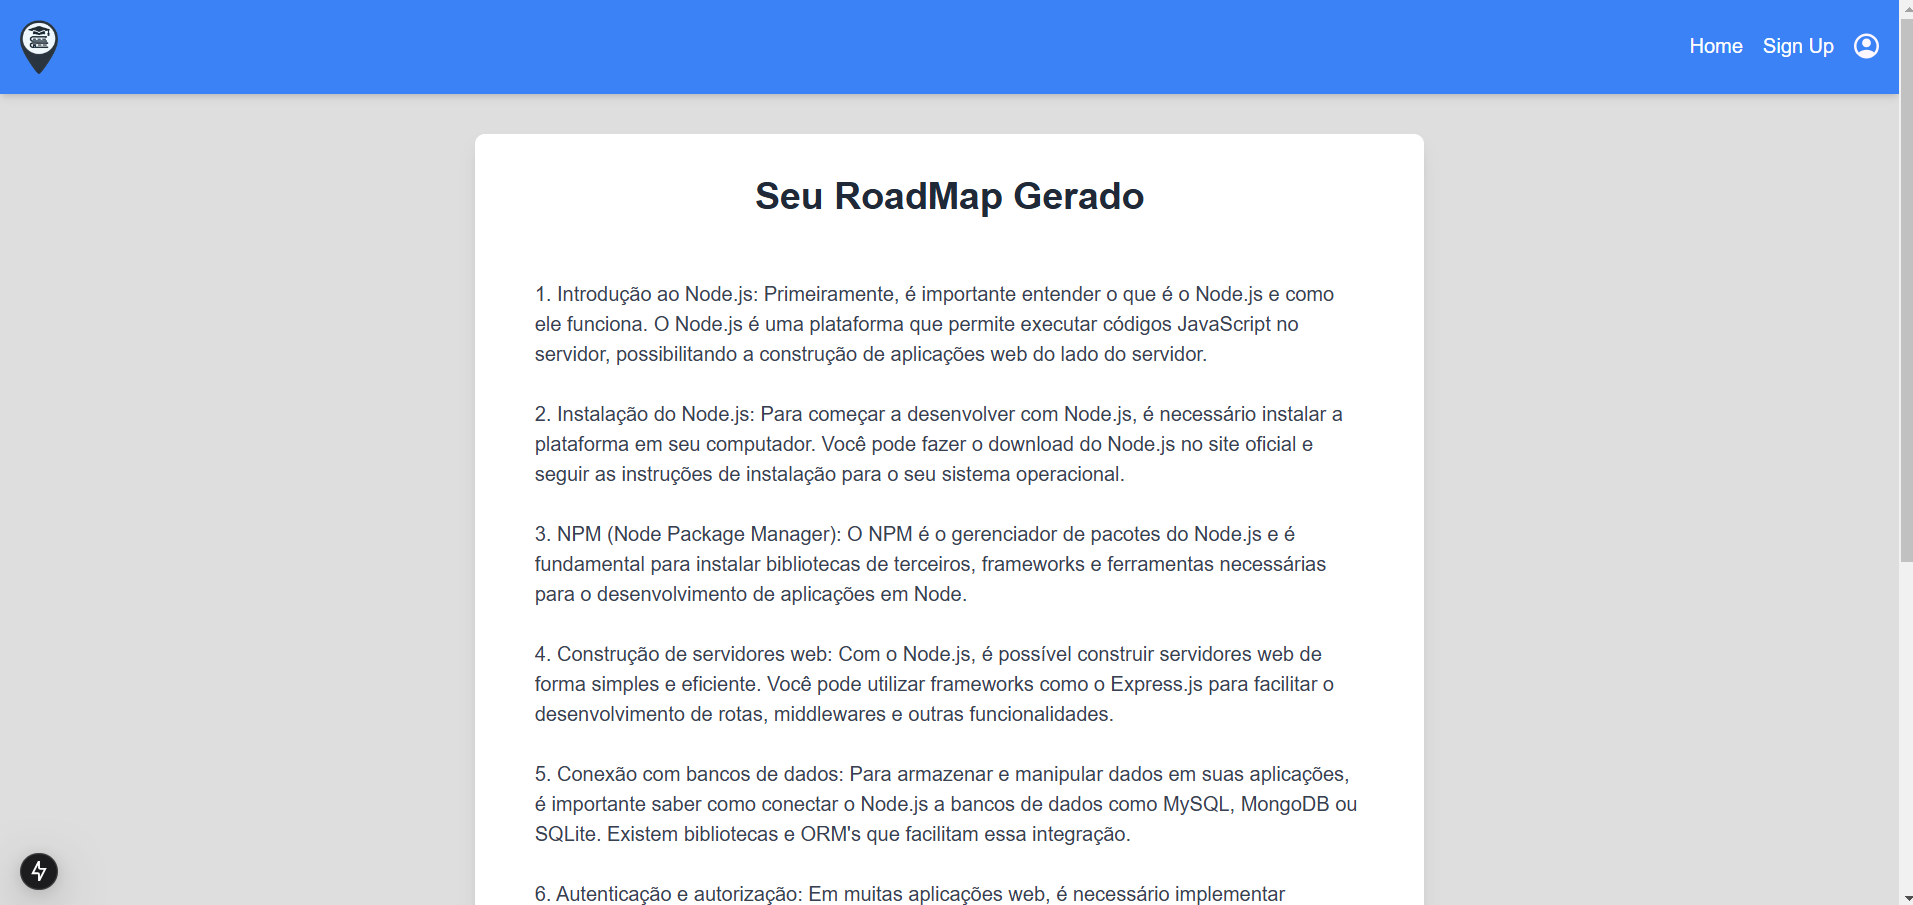 Home Sign Up
Seu RoadMap Gerado
1. Introdução ao Node.js: Primeiramente, é importante entender o que é o Node.js e como
ele funciona. O Node.js é uma plataforma que permite executar códigos JavaScript no
servidor, possibilitando a construção de aplicações web do lado do servidor.
2. Instalação do Node.js: Para começar a desenvolver com Node.js, é necessário instalar a
plataforma em seu computador. Você pode fazer o download do Node.js no site oficial e
seguir as instruções de instalação para o seu sistema operacional.
3. NPM (Node Package Manager): O NPM é o gerenciador de pacotes do Node.js e é
fundamental para instalar bibliotecas de terceiros, frameworks e ferramentas necessárias
para o desenvolvimento de aplicações em Node.
4. Construção de servidores web: Com o Node.js, é possível construir servidores web de
forma simples e eficiente. Você pode utilizar frameworks como o Express.js para facilitar o
desenvolvimento de rotas, middlewares e outras funcionalidades.
5. Conexão com bancos de dados: Para armazenar e manipular dados em suas aplicações,
é importante saber como conectar o Node.js a bancos de dados como MySQL, MongoDB ou
SQLite. Existem bibliotecas e ORM's que facilitam essa integração.
6. Autenticação e autorização: Em muitas aplicações web, é necessário implementar